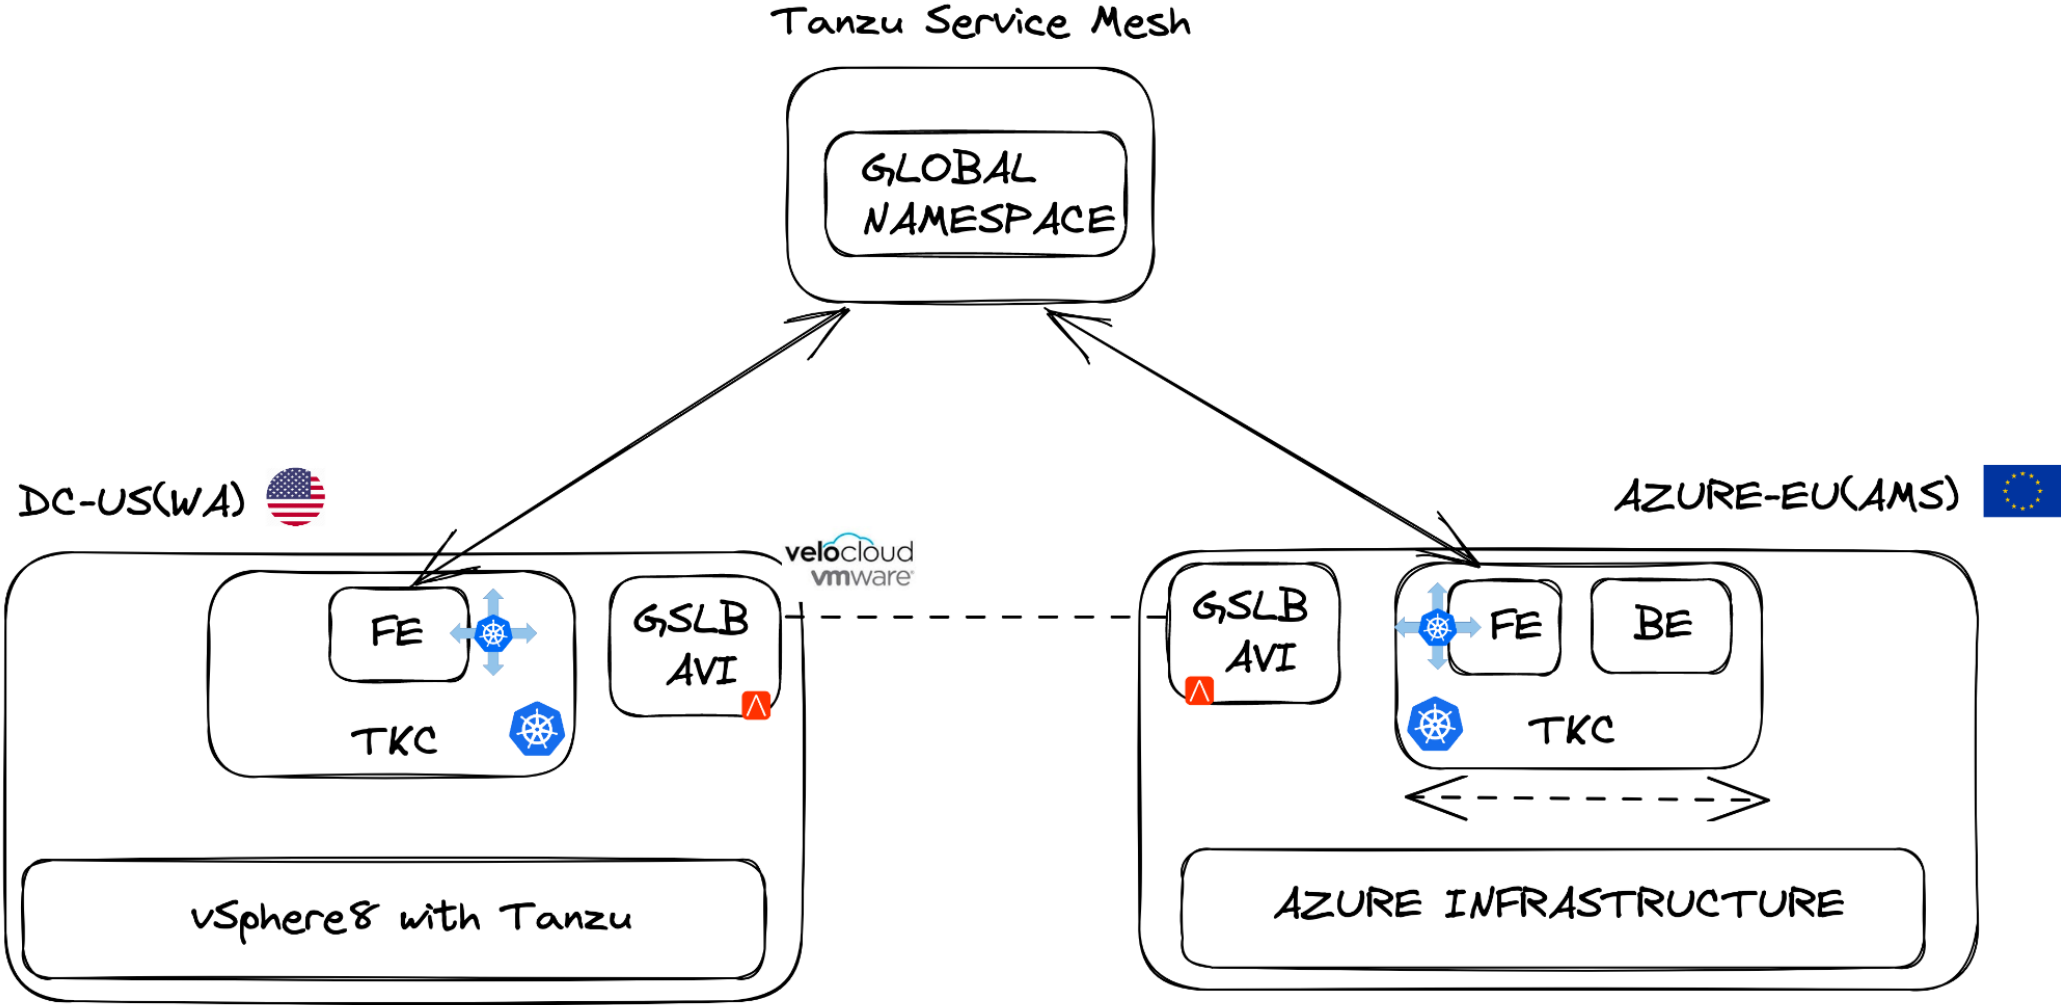 Tanzu Service Mesh
GLOBAL
NAMESPACE
DC-US(WA)
AZURE-EU(AMS)
velocloud
vmware®
FE
GSLB
AVI
TKC
GSLB
AVI
FE
BE
TKC
vSphere8 with Tanzu
AZURE INFRASTRUCTURE